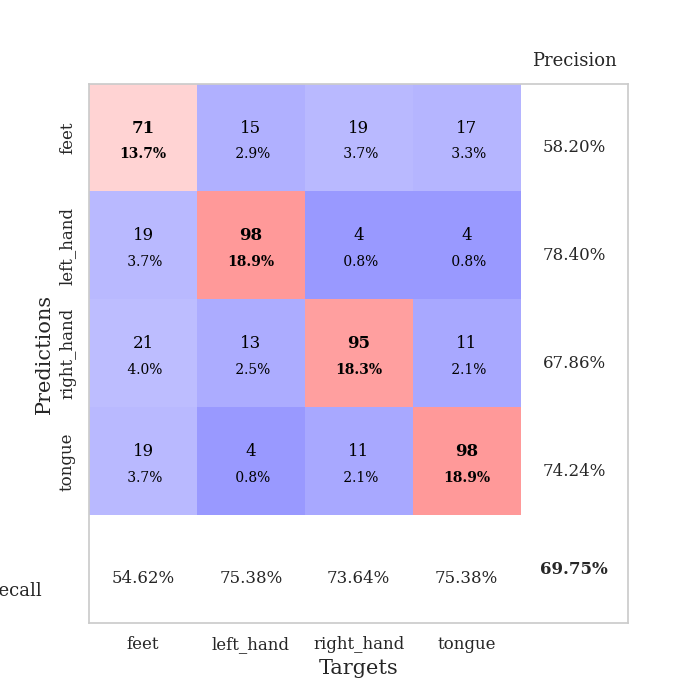 Precision
feet
71 15 19 17
13.7% 2.9% 3.7% 3.3%
58.20%
left_hand
19 98 4 4
3.7% 18.9% 0.8% 0.8%
78.40%
right_hand
21 13 95 11
4.0% 2.5% 18.3% 2.1%
67.86%
tongue
19 4 11 98
3.7% 0.8% 2.1% 18.9%
74.24%
Predictions
ecall
54.62% 75.38% 73.64% 75.38% 69.75%
feet left_hand right_hand tongue
Targets